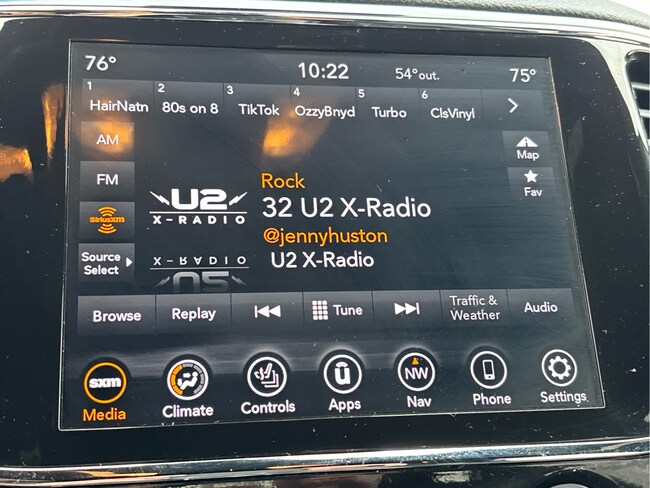 76° 10:22 54°out. 75°
1 2 3 4 5 6
HairNatn 80s on 8 TikTok OzzyBnyd Turbo ClsVinyl
AM
Map
FM
Fav
SiriusXM
Source
Select
U2
X-RADIO
Rock
32 U2 X-Radio
@jennyhuston
U2 X-Radio
X-RADIO
U2
Browse Replay Tune Traffic &
Weather Audio
sxm û NW
Media Climate Controls Apps Nav Phone Settings